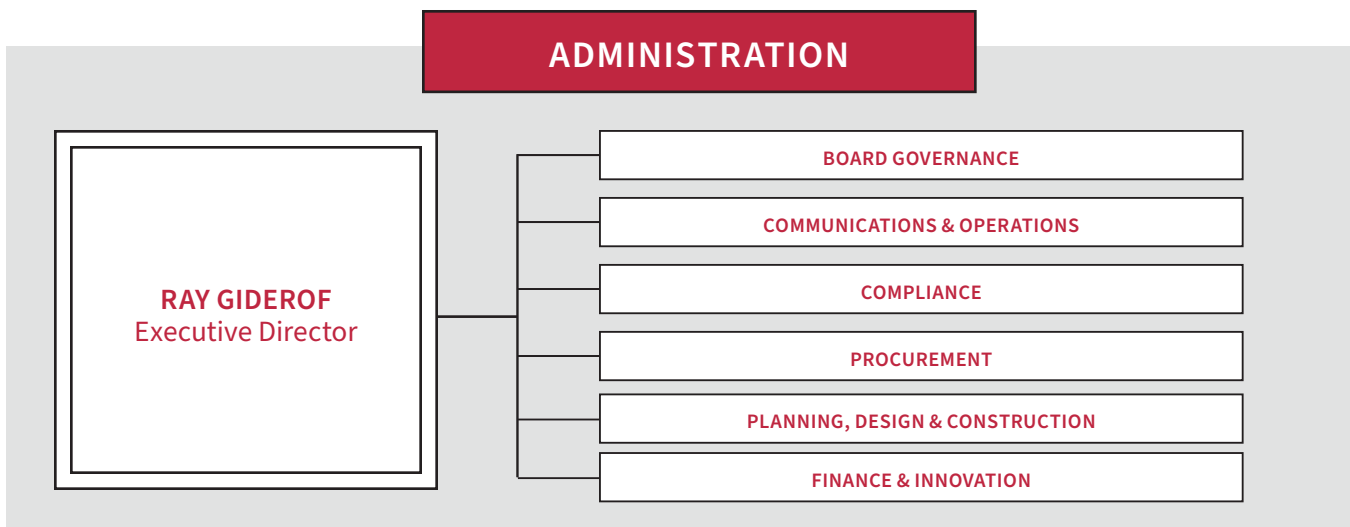 ADMINISTRATION
RAY GIDEROF
Executive Director
BOARD GOVERNANCE
COMMUNICATIONS & OPERATIONS
COMPLIANCE
PROCUREMENT
PLANNING, DESIGN & CONSTRUCTION
FINANCE & INNOVATION